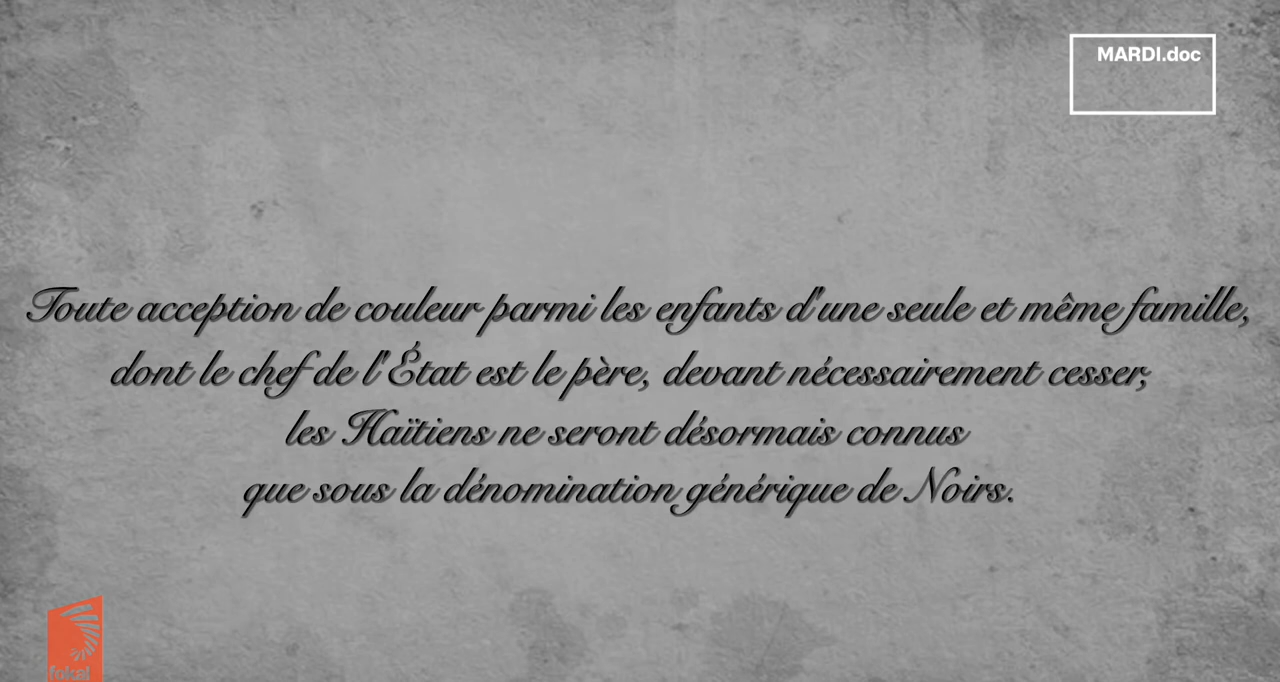 MARDI.doc
Toute acception de couleur parmi les enfants d'une seule et même famille,
dont le chef de l'État est le père, devant nécessairement cesser,
les Haïtiens ne seront désormais connus
que sous la dénomination générique de Noirs.
fokal